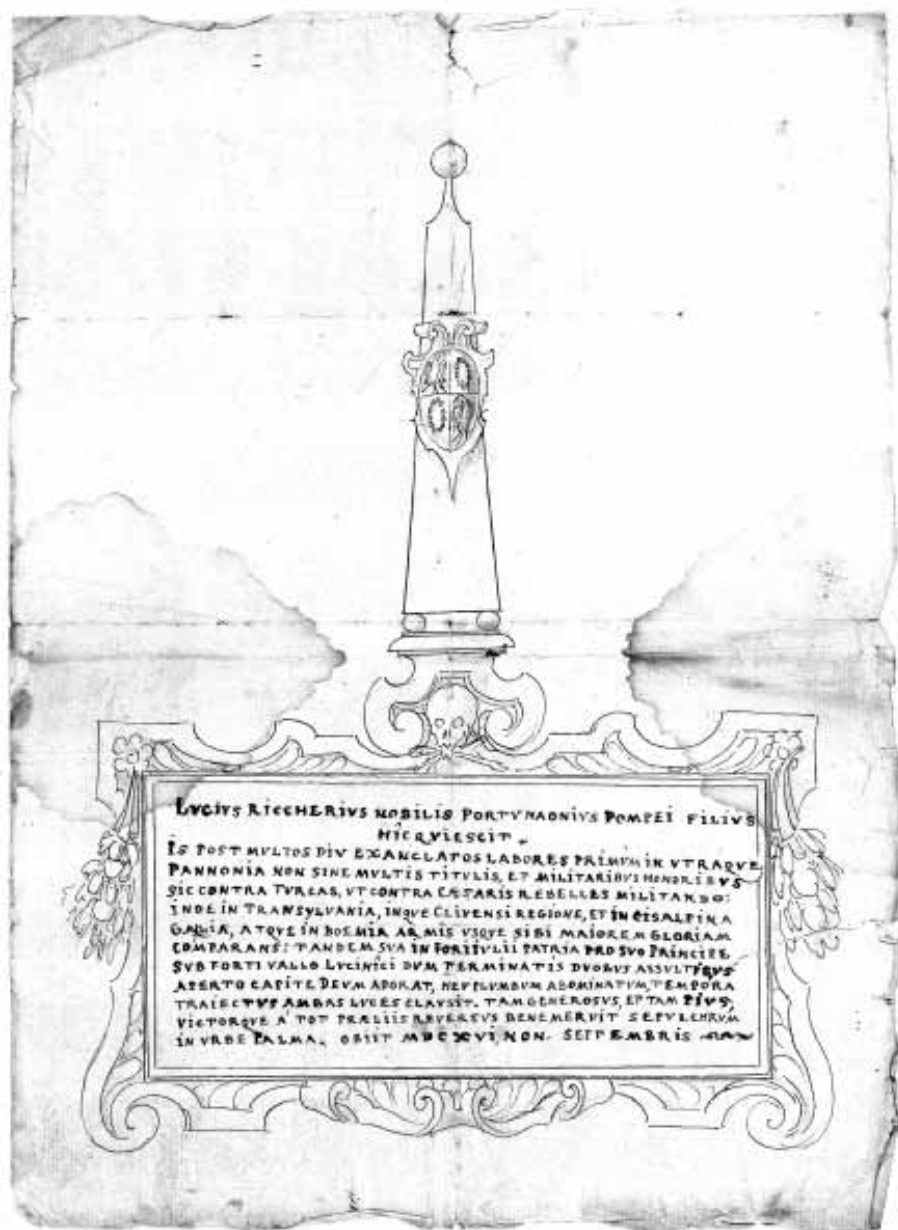 LVCIVS RICCHERIVS NOBILIS PORTVNAONIVS POMPEI FILIVS
HIC QVIESCIT.
IS POST MVLTOS DIV EXANCLATOS LABORES PRIMVM IN VTRAQVE
PANNONIA NON SINE MVLTIS TITVLIS, ET MILITARIBVS HONORIBVS
SIC CONTRA TVRCAS, VT CONTRA CÆSARIS REBELLES MILITANDO:
INDE IN TRANSYLVANIA, INQVE CLIVENSI REGIONE, ET IN CISALPINA
GALLIA, ATQVE IN BOEMIA ARMIS VSQVE SIBI MAIOREM GLORIAM
COMPARANS: TANDEM SVA IN FORIIVLII PATRIA PRO SVO PRINCIPE
SVB FORTI VALLO LVCINICI DVM TERMINATIS DVOBVS ASSVLTIBVS
APERTO CAPITE DEVM ADORAT, HEV PLVMBVM ABOMINATVM, TEMPORA
TRAIECTVS AMBAS LVCES CLAVSIT. TAM GENEROSVS, ET TAM PIVS,
VICTORQVE A' TOT PRÆLIIS REVERSVS BENEMERVIT SEPVLCHRVM
IN VRBE PALMA. OBIIT MDCXVI NON. SEPTEMBRIS